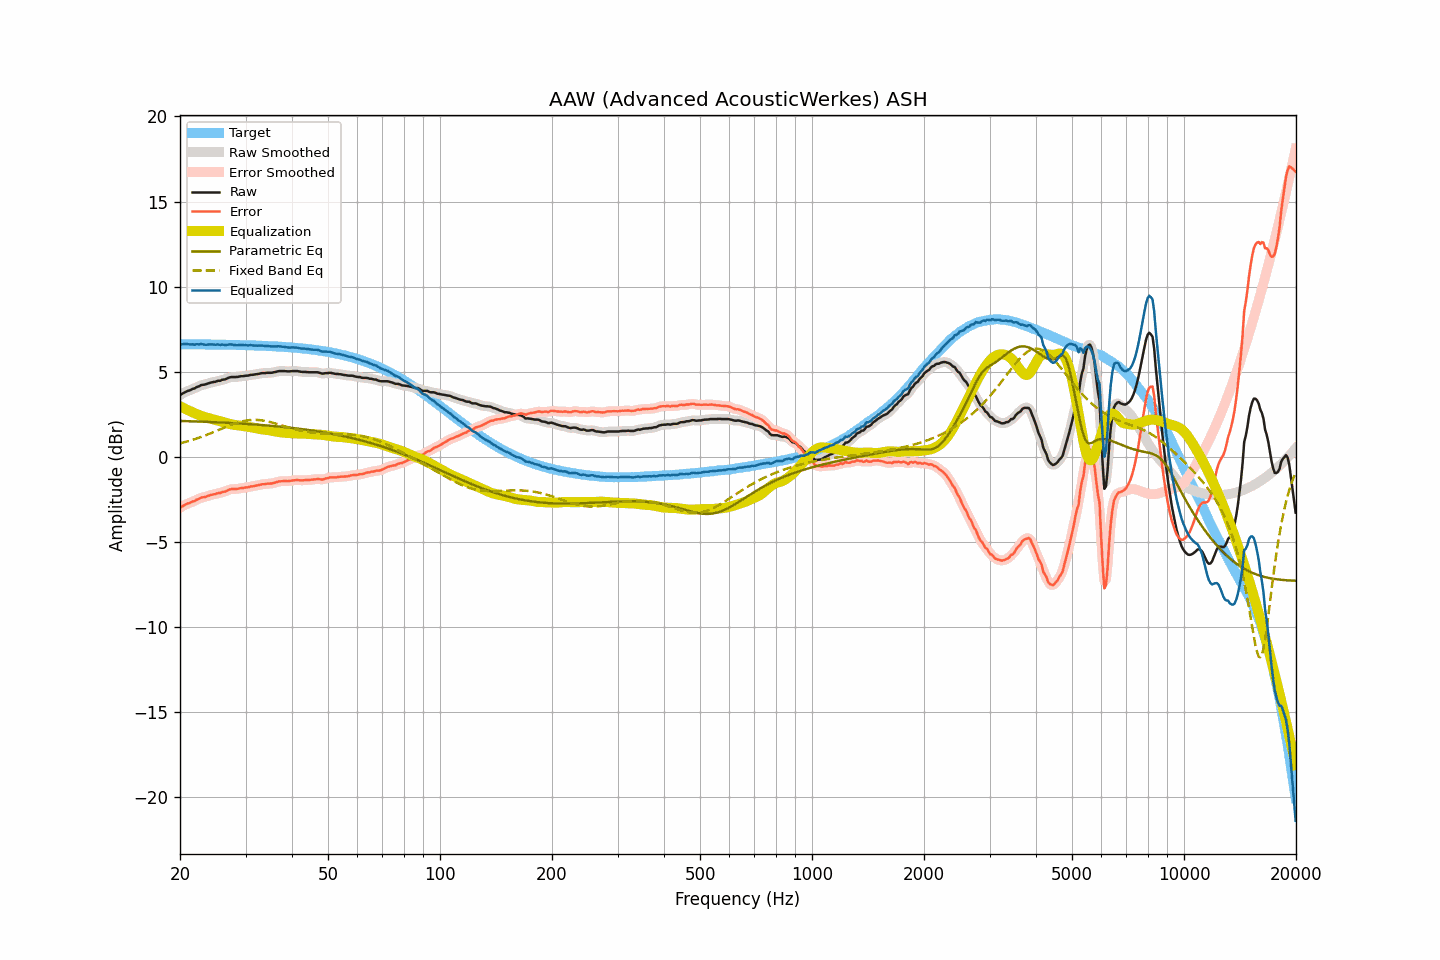 AAW (Advanced AcousticWerkes) ASH
20
15
10
5
0
−5
−10
−15
−20
Amplitude (dBr)
Target
Raw Smoothed
Error Smoothed
Raw
Error
Equalization
Parametric Eq
Fixed Band Eq
Equalized
20 50 100 200 500 1000 2000 5000 10000 20000
Frequency (Hz)